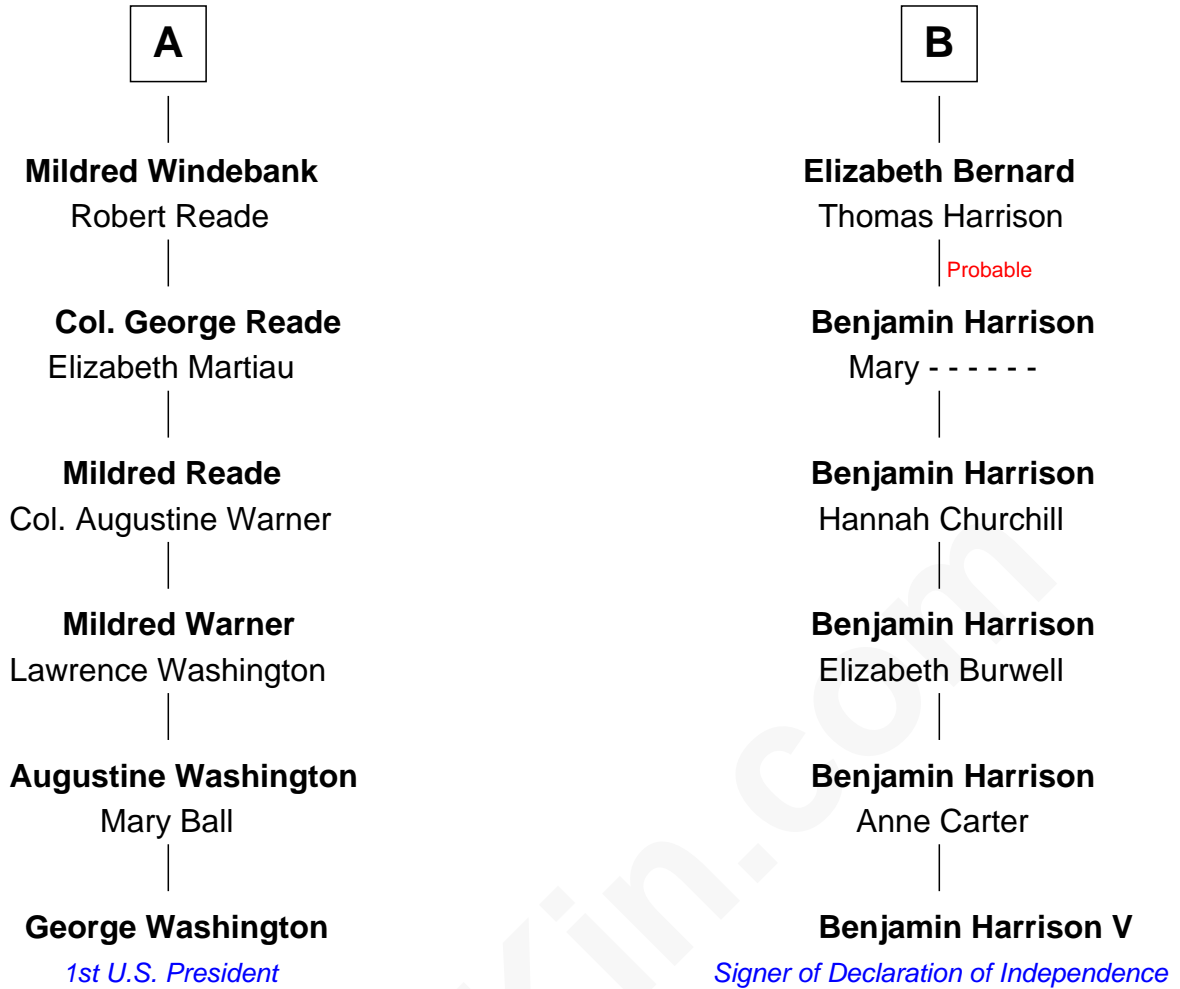 A
Mildred Windebank
Robert Reade
Col. George Reade
Elizabeth Martiau
Mildred Reade
Col. Augustine Warner
Mildred Warner
Lawrence Washington
Augustine Washington
Mary Ball
George Washington
1st U.S. President
B
Elizabeth Bernard
Thomas Harrison
Probable
Benjamin Harrison
Mary - - - - - -
Benjamin Harrison
Hannah Churchill
Benjamin Harrison
Elizabeth Burwell
Benjamin Harrison
Anne Carter
Benjamin Harrison V
Signer of Declaration of Independence
Kin.com